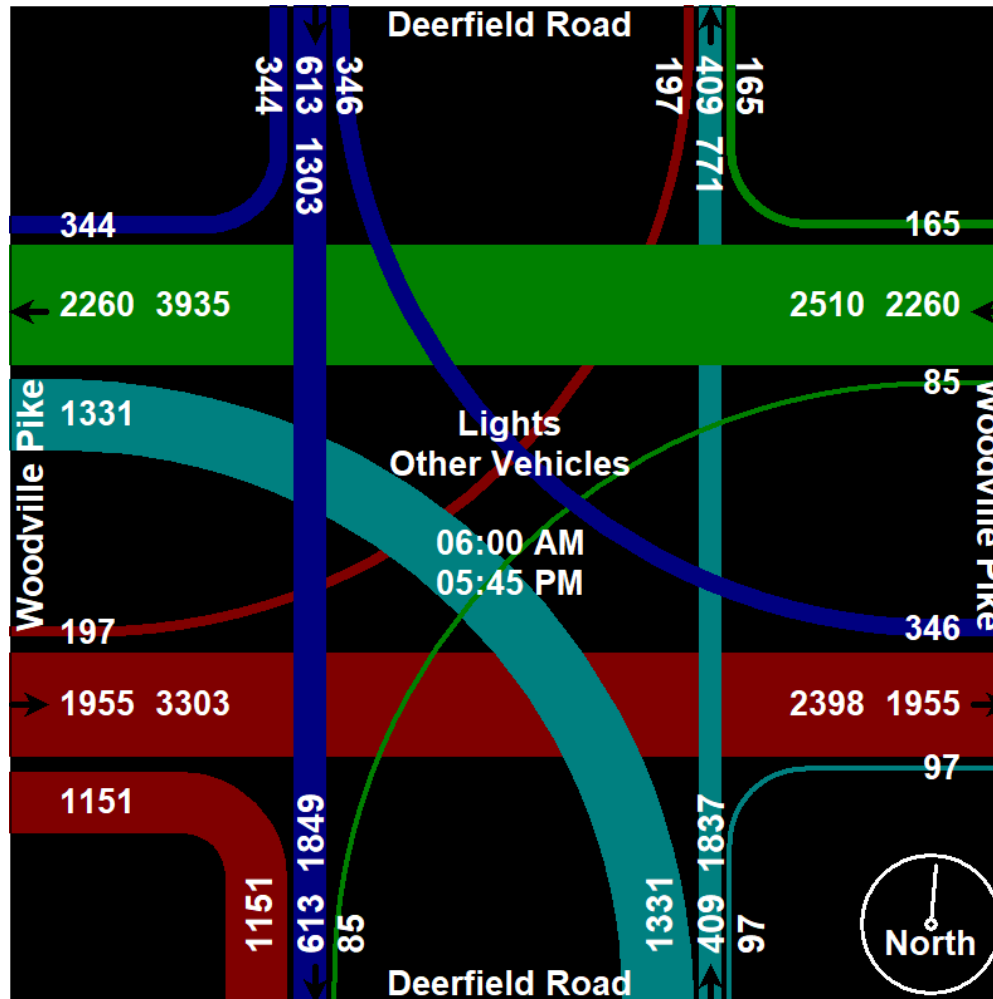 Deerfield Road
344
613 1303
346
197
409 771
165
344
165
2260 3935
2510 2260
Woodville Pike
1331
85
Woodville Pike
Lights
Other Vehicles
06:00 AM
05:45 PM
197
346
1955 3303
2398 1955
1151
97
1151
613 1849
85
1331
409 1837
97
North
Deerfield Road